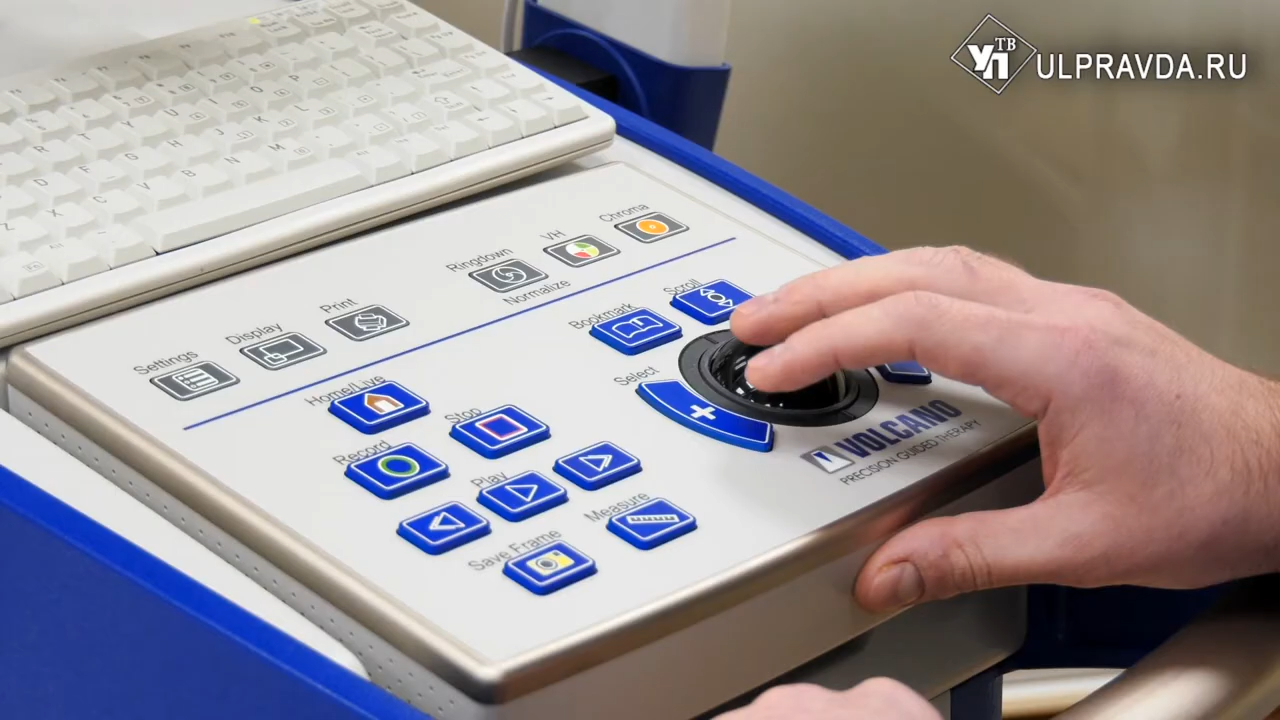 УП ТВ ULPRAVDA.RU
Settings
Display
Print
Ringdown
Normalize
VH
Chroma
Home/Live
Record
Stop
Play
Save Frame
Measure
Bookmark
Scroll
Select
VOLCANO
PRECISION GUIDED THERAPY
R T Y U I O P
D F G H J K L
Z X C V B N M